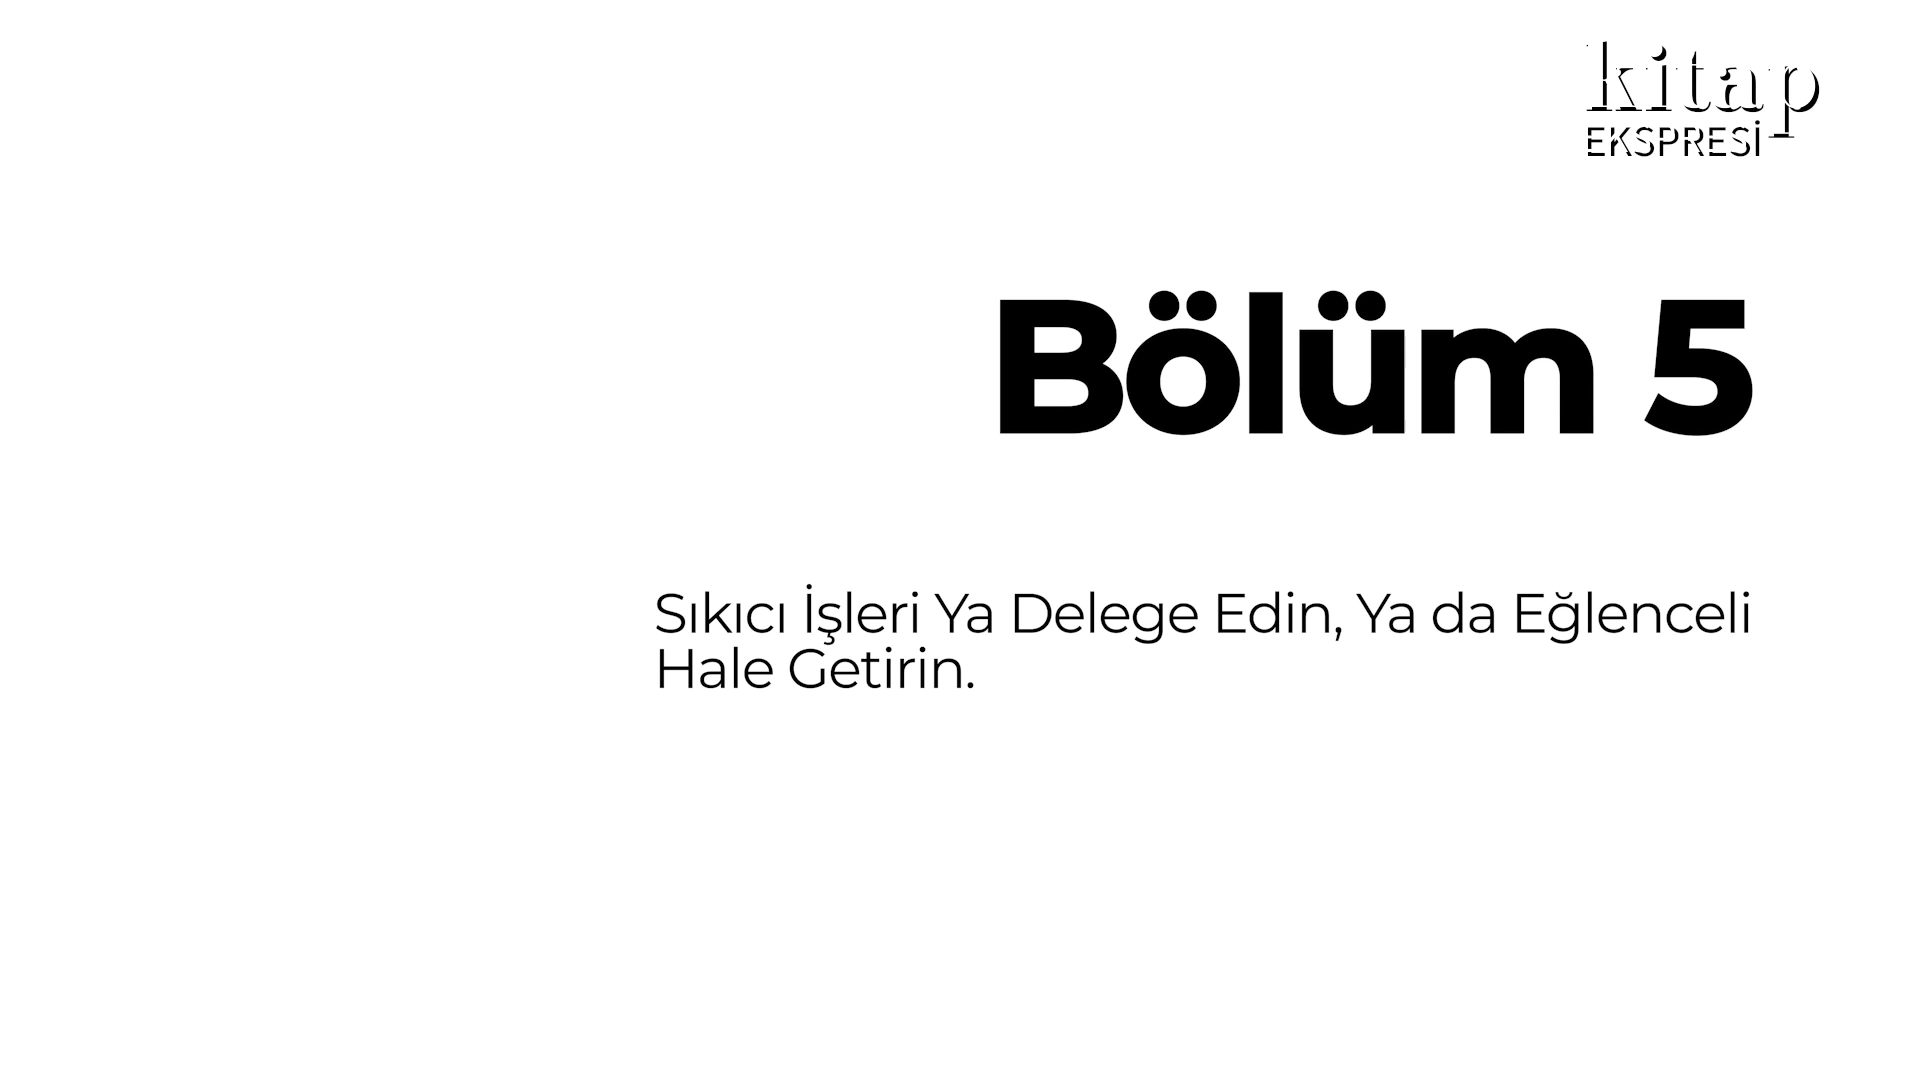 kitap
EKSPRESİ
Bölüm 5
Sıkıcı İşleri Ya Delege Edin, Ya da Eğlenceli
Hale Getirin.